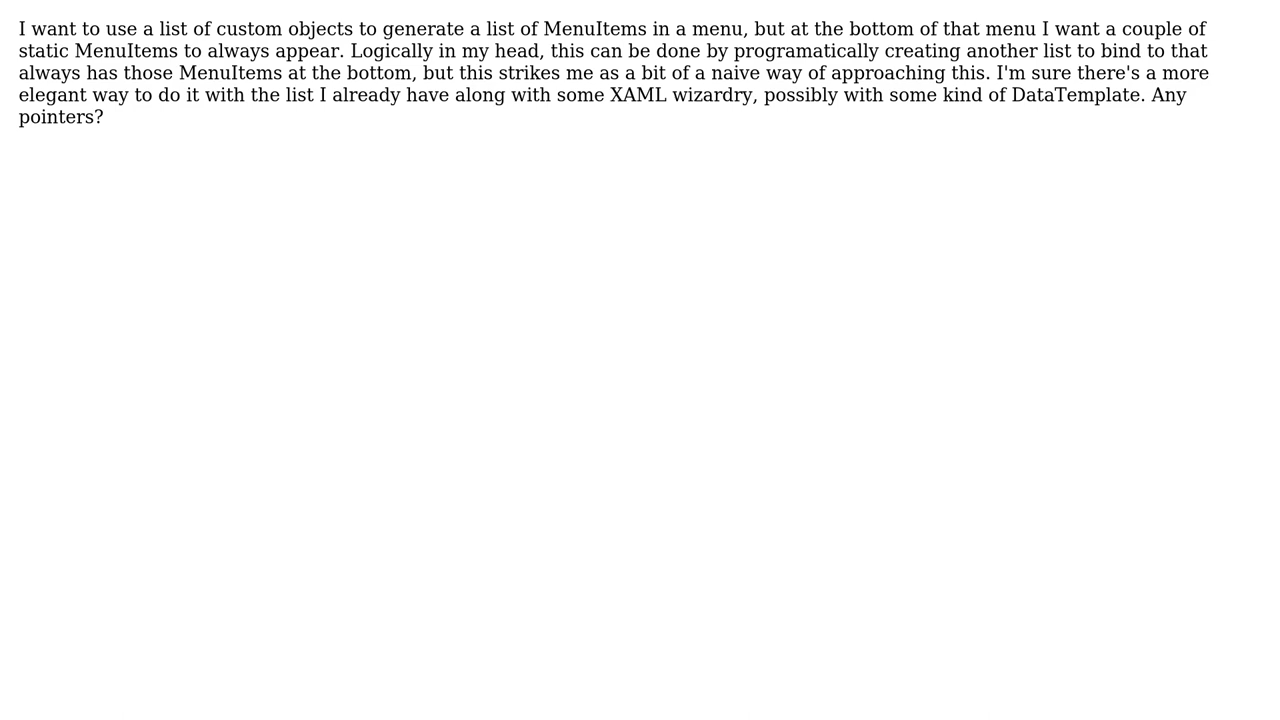 I want to use a list of custom objects to generate a list of MenuItems in a menu, but at the bottom of that menu I want a couple of
static MenuItems to always appear. Logically in my head, this can be done by programatically creating another list to bind to that
always has those MenuItems at the bottom, but this strikes me as a bit of a naive way of approaching this. I'm sure there's a more
elegant way to do it with the list I already have along with some XAML wizardry, possibly with some kind of DataTemplate. Any
pointers?